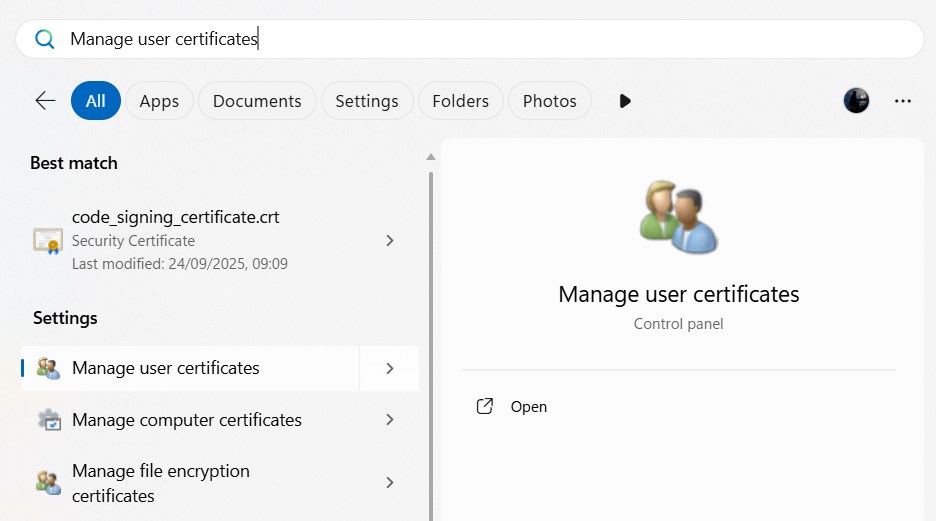 Manage user certificates
All
Apps
Documents
Settings
Folders
Photos
Best match
code_signing_certificate.crt
Security Certificate
Last modified: 24/09/2025, 09:09
Settings
Manage user certificates
Manage computer certificates
Manage file encryption
certificates
Manage user certificates
Control panel
Open